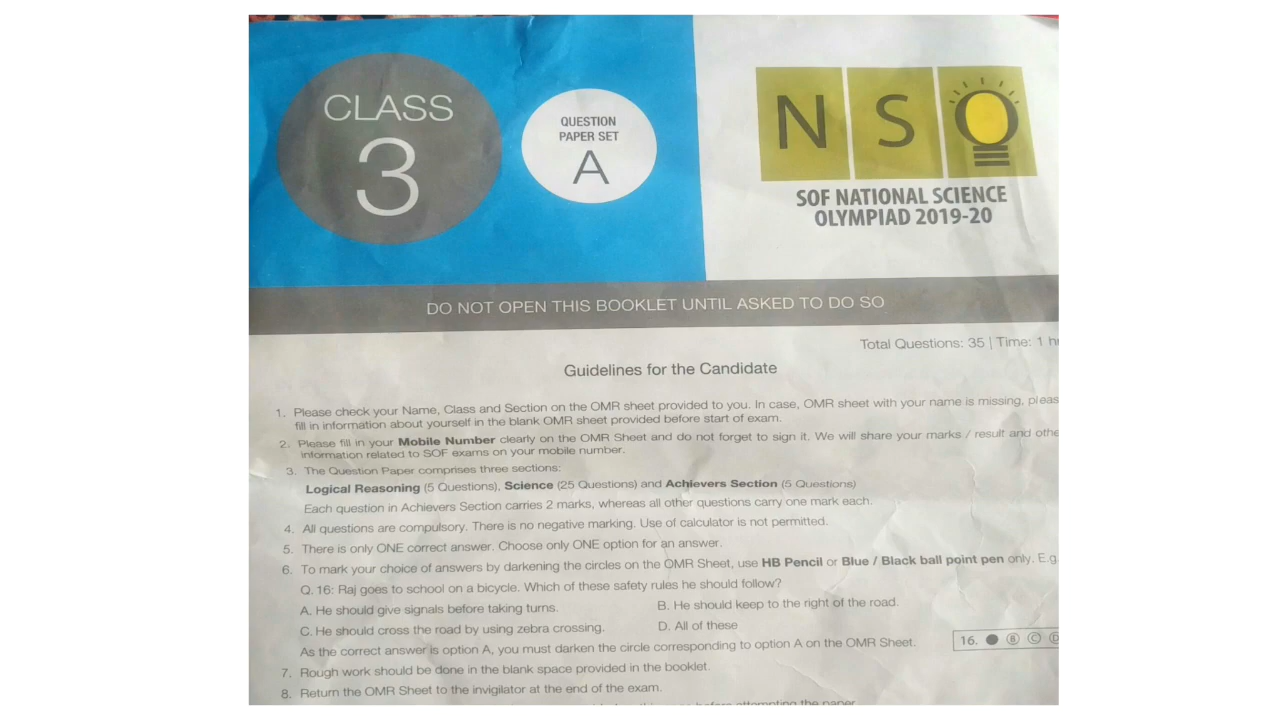 CLASS
3
QUESTION
PAPER SET
A
NSO
SOF NATIONAL SCIENCE
OLYMPIAD 2019-20
DO NOT OPEN THIS BOOKLET UNTIL ASKED TO DO SO
Total Questions: 35 | Time: 1 h
Guidelines for the Candidate
1. Please check your Name, Class and Section on the OMR sheet provided to you. In case, OMR sheet with your name is missing, pleas
fill in information about yourself in the blank OMR sheet provided before start of exam.
2. Please fill in your Mobile Number clearly on the OMR Sheet and do not forget to sign it. We will share your marks / result and othe
information related to SOF exams on your mobile number.
3. The Question Paper comprises three sections:
Logical Reasoning (5 Questions), Science (25 Questions) and Achievers Section (5 Questions)
Each question in Achievers Section carries 2 marks, whereas all other questions carry one mark each.
4. All questions are compulsory. There is no negative marking. Use of calculator is not permitted.
5. There is only ONE correct answer. Choose only ONE option for an answer.
6. To mark your choice of answers by darkening the circles on the OMR Sheet, use HB Pencil or Blue / Black ball point pen only. E.g.
Q. 16: Raj goes to school on a bicycle. Which of these safety rules he should follow?
A. He should give signals before taking turns. B. He should keep to the right of the road.
C. He should cross the road by using zebra crossing. D. All of these
As the correct answer is option A, you must darken the circle corresponding to option A on the OMR Sheet. 16. ● Ⓑ Ⓒ Ⓓ
7. Rough work should be done in the blank space provided in the booklet.
8. Return the OMR Sheet to the invigilator at the end of the exam.
before attempting the paper